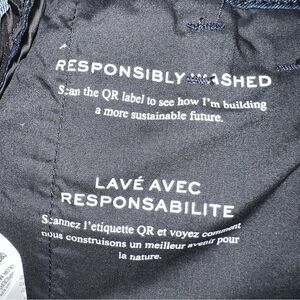 RESPONSIBLY WASHED
Scan the QR label to see how I'm building
a more sustainable future.
LAVÉ AVEC
RESPONSABILITE
Scannez l'etiquette QR et voyez comment
nous construisons un meilleur avenir pour
la nature.